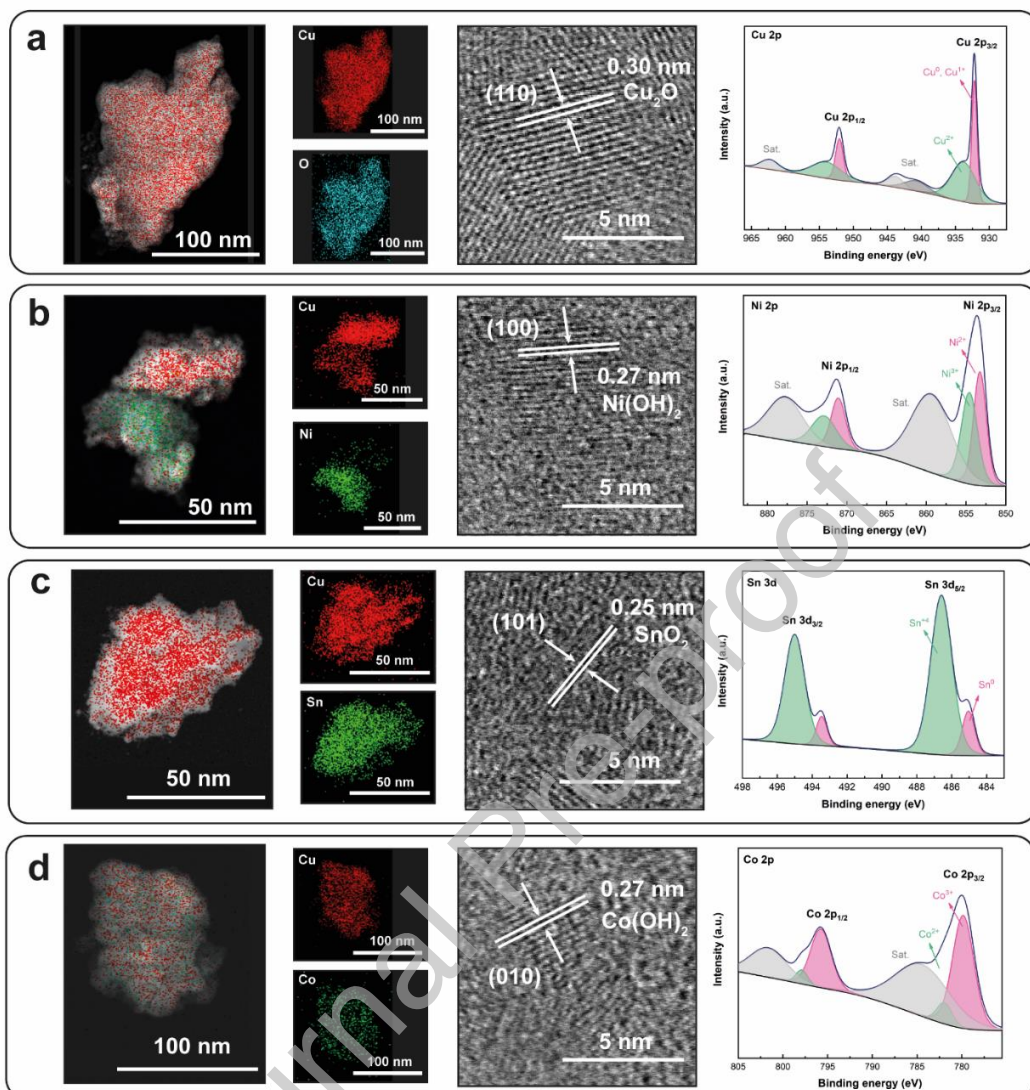 a
100 nm
Cu
100 nm
O
100 nm
(110)
0.30 nm
Cu2O
5 nm
Cu 2p
Cu 2p3/2
Cu0, Cu1+
Cu 2p1/2
Cu2+
Sat.
Sat.
Intensity (a.u.)
965 960 955 950 945 940 935 930
Binding energy (eV)
b
50 nm
Cu
50 nm
Ni
50 nm
(100)
0.27 nm
Ni(OH)2
5 nm
Ni 2p
Ni 2p3/2
Ni2+
Ni3+
Ni 2p1/2
Sat.
Sat.
Intensity (a.u.)
880 875 870 865 860 855 850
Binding energy (eV)
c
50 nm
Cu
50 nm
Sn
50 nm
(101)
0.25 nm
SnO2
5 nm
Sn 3d
Sn 3d5/2
Sn 3d3/2
Sn+4
Sn0
Intensity (a.u.)
498 496 494 492 490 488 486 484
Binding energy (eV)
d
100 nm
Cu
100 nm
Co
100 nm
0.27 nm
Co(OH)2
(010)
5 nm
Co 2p
Co 2p3/2
Co3+
Co 2p1/2
Co2+
Sat.
Intensity (a.u.)
805 800 795 790 785 780
Binding energy (eV)
urnal Pre-proof